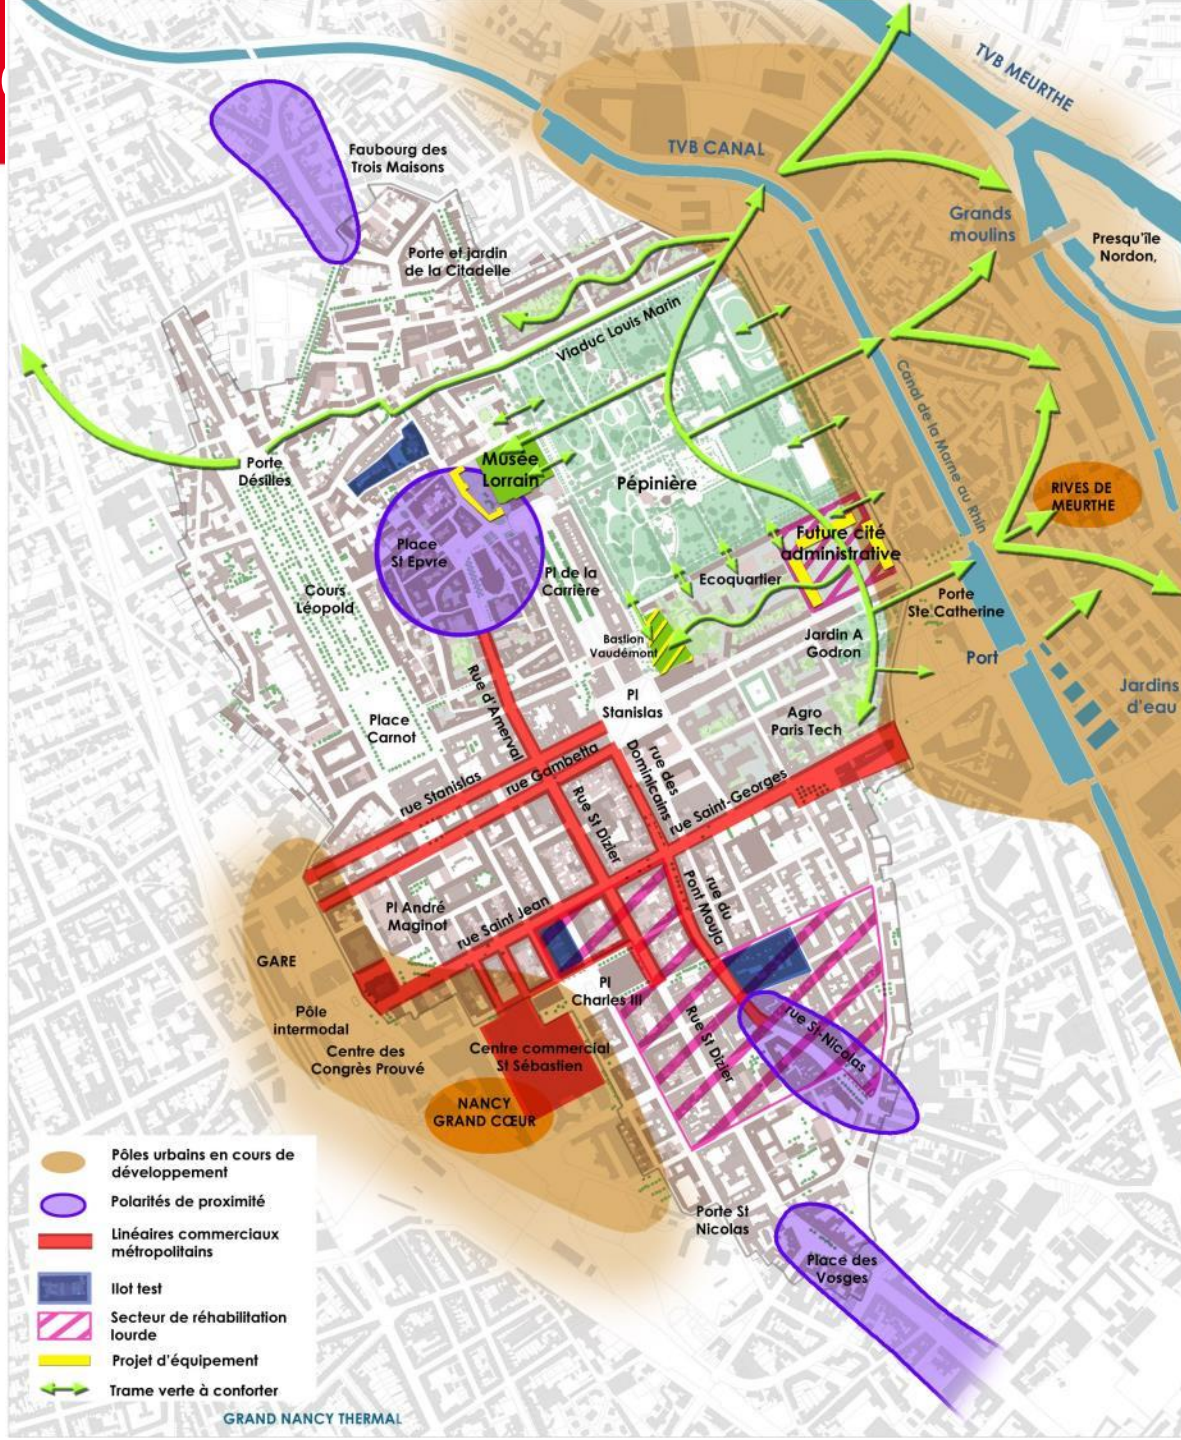 TVB MEURTHE
TVB CANAL
Faubourg des
Trois Maisons
Grands
moulins
Presqu'île
Nordon,
Porte et jardin
de la Citadelle
Viaduc Louis Marin
Canal de la Marne au Rhin
Porte
Désilles
Musée
Lorrain
Pépinière
RIVES DE
MEURTHE
Place
St Epvre
Future cité
administrative
Pl de la
Carrière
Ecoquartier
Cours
Léopold
Porte
Ste Catherine
Bastion
Vaudémont
Jardin A
Godron
Port
Rue d'Amerval
Pl
Stanislas
Jardins
d'eau
Place
Carnot
Agro
Paris Tech
rue Stanislas
rue Gambetta
rue des
Dominicains
rue Saint-Georges
Rue St Dizier
Pl André
Maginot
rue Saint Jean
rue du
Pont Mouja
GARE
Pl
Charles III
Pôle
intermodal
Centre des
Congrès Prouvé
Centre commercial
St Sébastien
Rue St Dizier
rue St-Nicolas
NANCY
GRAND CŒUR
Porte St
Nicolas
Place des
Vosges
Pôles urbains en cours de
développement
Polarités de proximité
Linéaires commerciaux
métropolitains
Ilot test
Secteur de réhabilitation
lourde
Projet d'équipement
Trame verte à conforter
GRAND NANCY THERMAL